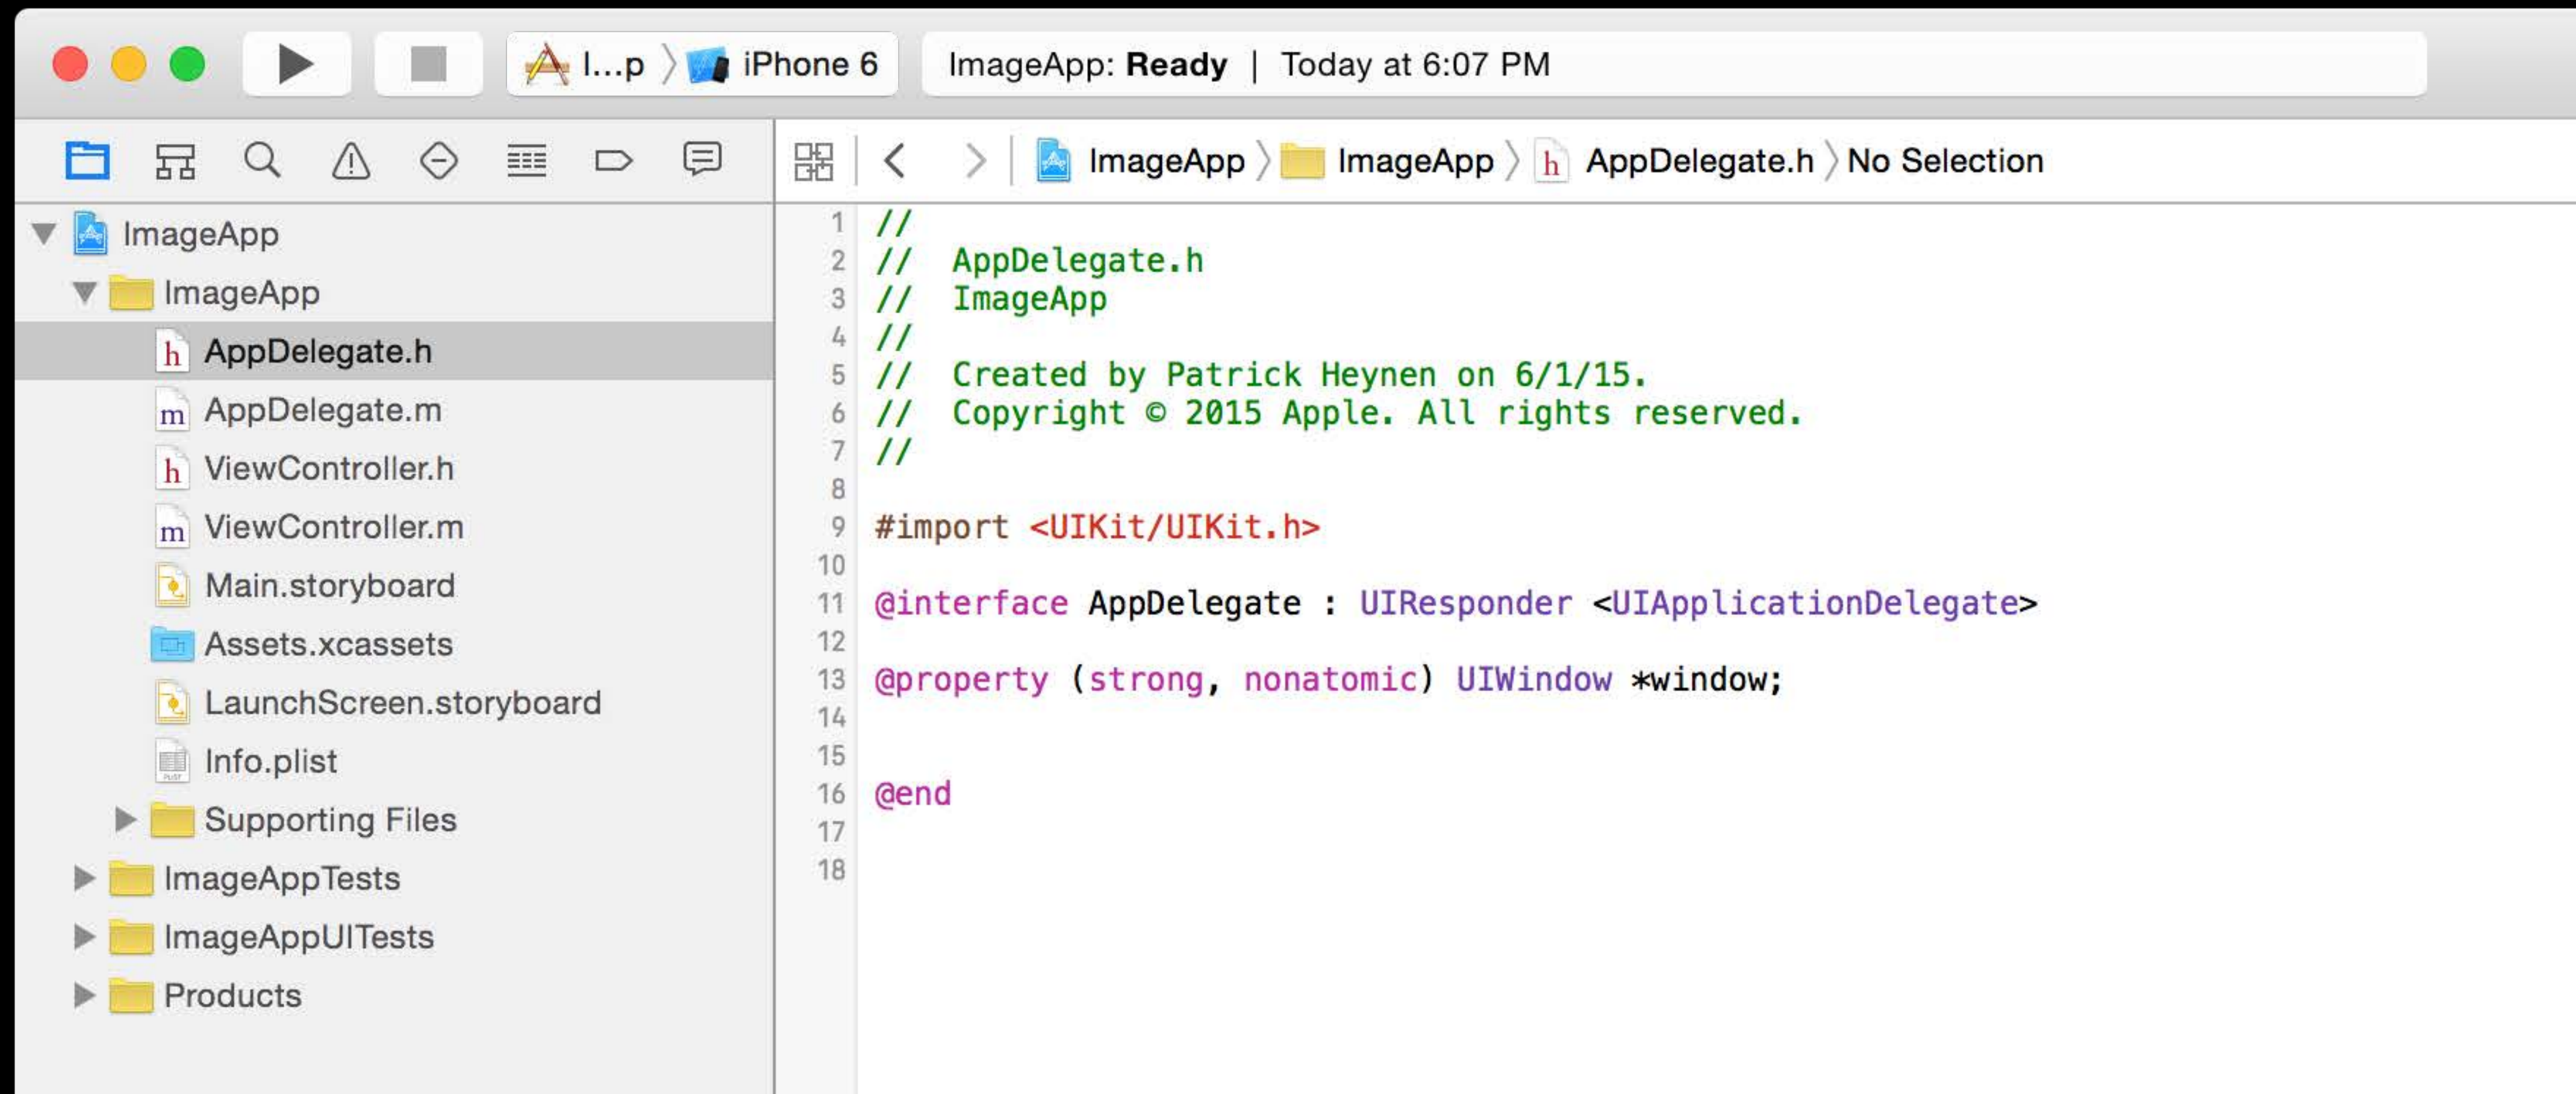 I...p 〉 iPhone 6
ImageApp: Ready | Today at 6:07 PM
ImageApp 〉 ImageApp 〉 h AppDelegate.h 〉 No Selection
ImageApp
ImageApp
h AppDelegate.h
m AppDelegate.m
h ViewController.h
m ViewController.m
Main.storyboard
Assets.xcassets
LaunchScreen.storyboard
PLIST Info.plist
Supporting Files
ImageAppTests
ImageAppUITests
Products
1 //
2 //  AppDelegate.h
3 //  ImageApp
4 //
5 //  Created by Patrick Heynen on 6/1/15.
6 //  Copyright © 2015 Apple. All rights reserved.
7 //
8
9 #import <UIKit/UIKit.h>
10
11 @interface AppDelegate : UIResponder <UIApplicationDelegate>
12
13 @property (strong, nonatomic) UIWindow *window;
14
15
16 @end
17
18